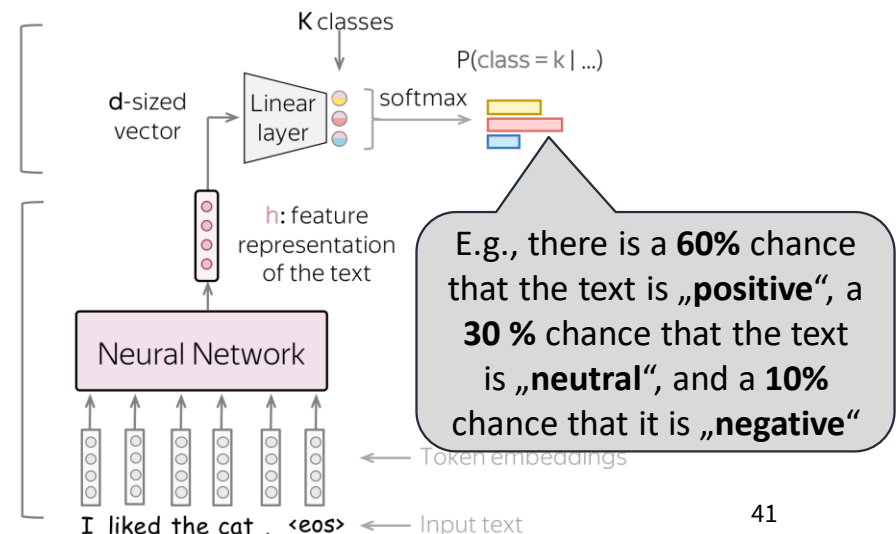 K classes
P(class = k | ...)
d-sized
vector
Linear
layer
softmax
h: feature
representation
of the text
E.g., there is a 60% chance
that the text is „positive“, a
30 % chance that the text
is „neutral“, and a 10%
chance that it is „negative“
Neural Network
Token embeddings
I liked the cat . <eos>
Input text
41